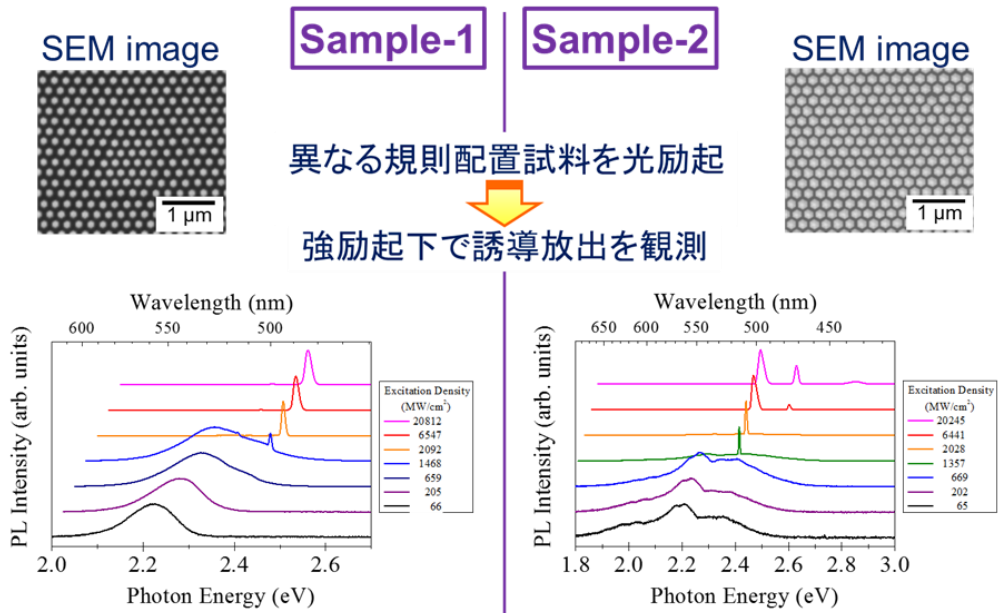 Sample-1
Sample-2
SEM image
SEM image
1 μm
1 μm
異なる規則配置試料を光励起
強励起下で誘導放出を観測
Wavelength (nm)
600 550 500
PL Intensity (arb. units)
Excitation Density
(MW/cm²)
20812
6547
2092
1468
659
205
66
2.0 2.2 2.4 2.6
Photon Energy (eV)
Wavelength (nm)
650 600 550 500 450
PL Intensity (arb. units)
Excitation Density
(MW/cm²)
20245
6441
2028
1357
669
202
65
1.8 2.0 2.2 2.4 2.6 2.8 3.0
Photon Energy (eV)